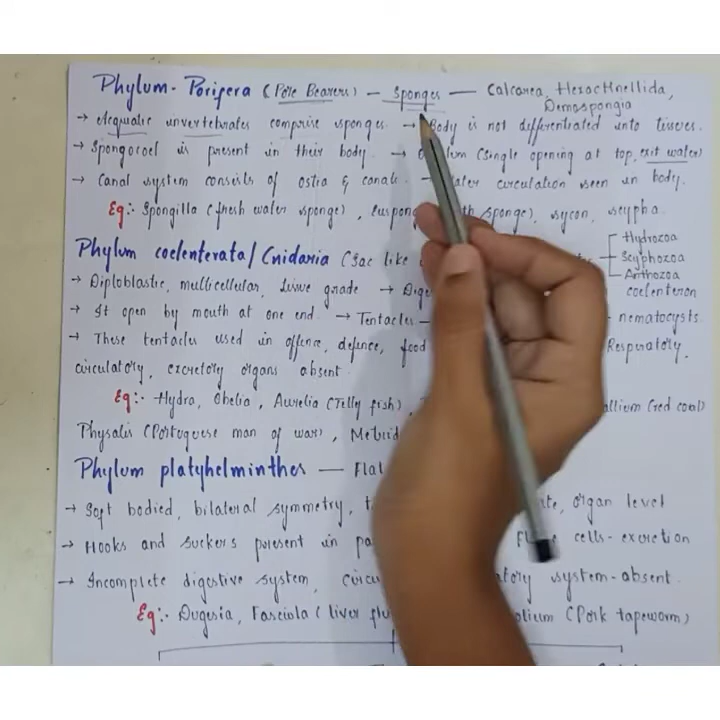 Phylum - Porifera (Pore Bearers) — Sponges — Calcarea, Hexactinellida,
Demospongia
→ Acqualic invertebrates comprise sponges. → Body is not differentiated into tissues.
→ Spongocoel is present in their body. → (Single opening at top, exit water)
→ Canal system consists of ostia & canals. circulation seen in body.
Eg:- Spongilla (fresh water sponge), sponge), sycon, scypha.
Phylum coelenterata/Cnidaria (Sac like
Hydrozoa
Scyphozoa
Anthozoa
→ Diploblastic, multicellular, tissue grade → coelenteron
→ It open by mouth at one end. → Tentacles — nematocysts.
→ These tentacles used in offence, defence, food Respiratory,
circulatory, excretory organs absent.
Eg:- Hydra, Obelia, Aurelia (Jelly fish), (red coral)
Physalis (Portuguese man of war),
Phylum platyhelminthes —
→ Soft bodied, bilateral symmetry, organ level
→ Hooks and suckers present in cells - excretion
→ Incomplete digestive system, system - absent.
Eg:- Dugesia, Fasciola (liver (Pork tapeworm)